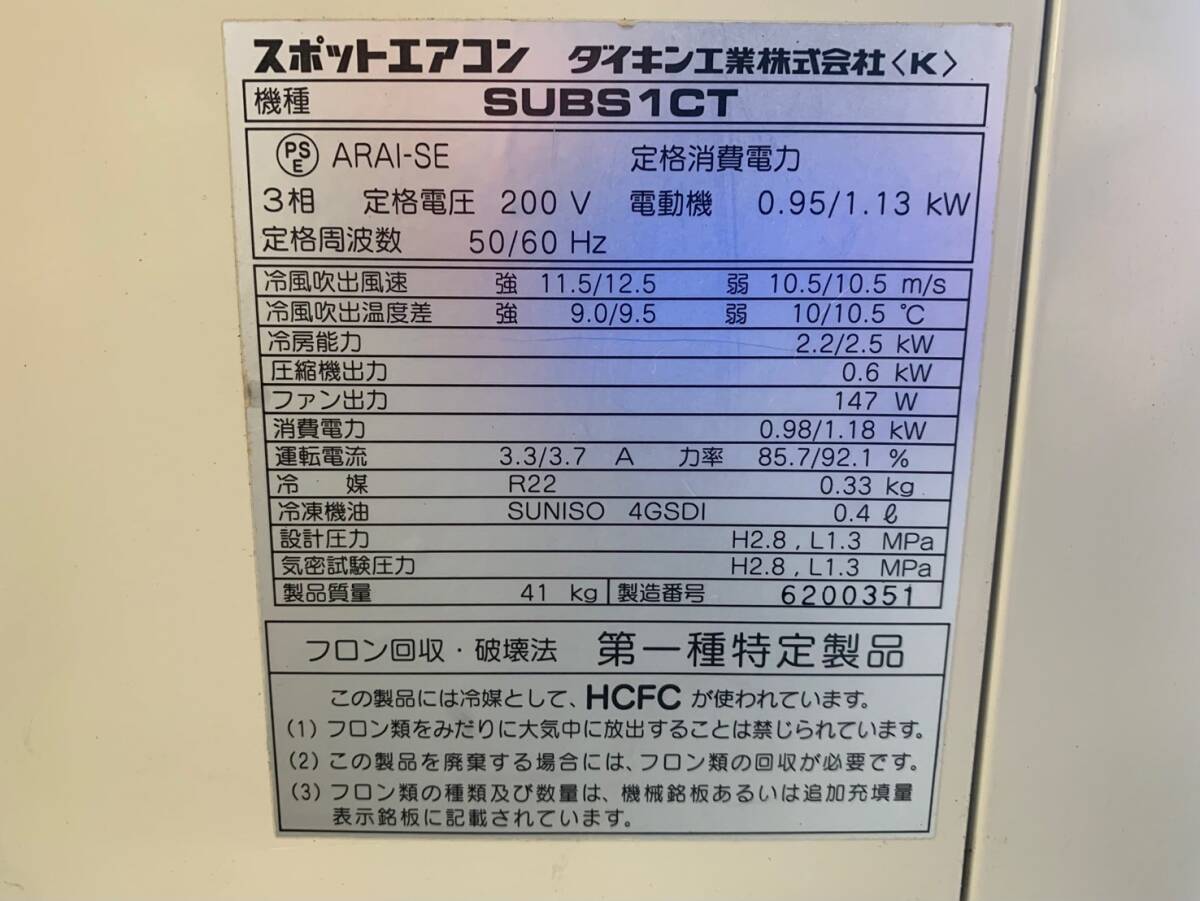 スポットエアコン ダイキン工業株式会社〈K〉
機種 SUBS1CT
PSE ARAI-SE 定格消費電力
3相 定格電圧 200 V 電動機 0.95/1.13 kW
定格周波数 50/60 Hz
冷風吹出風速 強 11.5/12.5 弱 10.5/10.5 m/s
冷風吹出温度差 強 9.0/9.5 弱 10/10.5 ℃
冷房能力 2.2/2.5 kW
圧縮機出力 0.6 kW
ファン出力 147 W
消費電力 0.98/1.18 kW
運転電流 3.3/3.7 A 力率 85.7/92.1 %
冷媒 R22 0.33 kg
冷凍機油 SUNISO 4GSDI 0.4 ℓ
設計圧力 H2.8 , L1.3 MPa
気密試験圧力 H2.8 , L1.3 MPa
製品質量 41 kg 製造番号 6200351
フロン回収・破壊法 第一種特定製品
この製品には冷媒として、HCFCが使われています。
(1) フロン類をみだりに大気中に放出することは禁じられています。
(2) この製品を廃棄する場合には、フロン類の回収が必要です。
(3) フロン類の種類及び数量は、機械銘板あるいは追加充填量
表示銘板に記載されています。